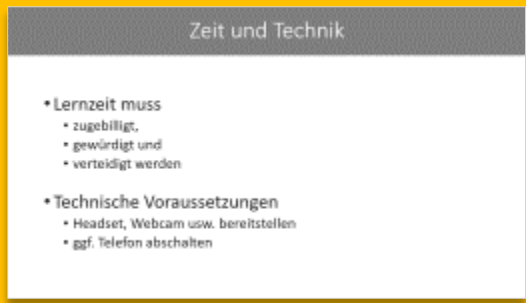 Zeit und Technik
• Lernzeit muss
• zugebilligt,
• gewürdigt und
• verteidigt werden
• Technische Voraussetzungen
• Headset, Webcam usw. bereitstellen
• ggf. Telefon abschalten